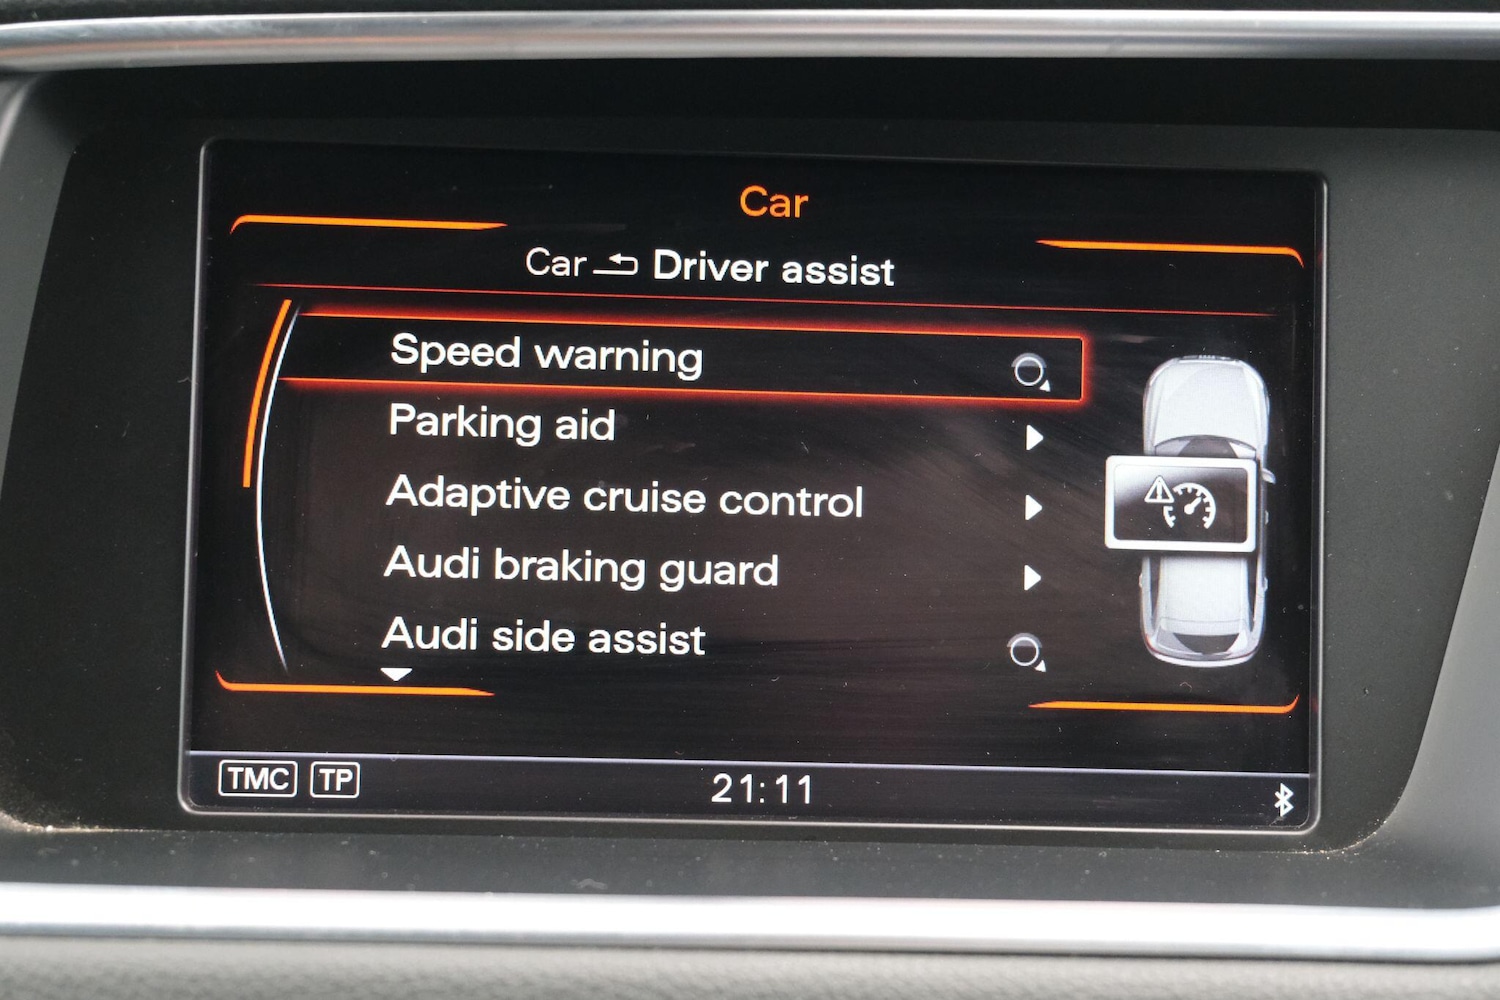 Car
Car Driver assist
Speed warning
Parking aid
Adaptive cruise control
Audi braking guard
Audi side assist
TMC TP 21:11